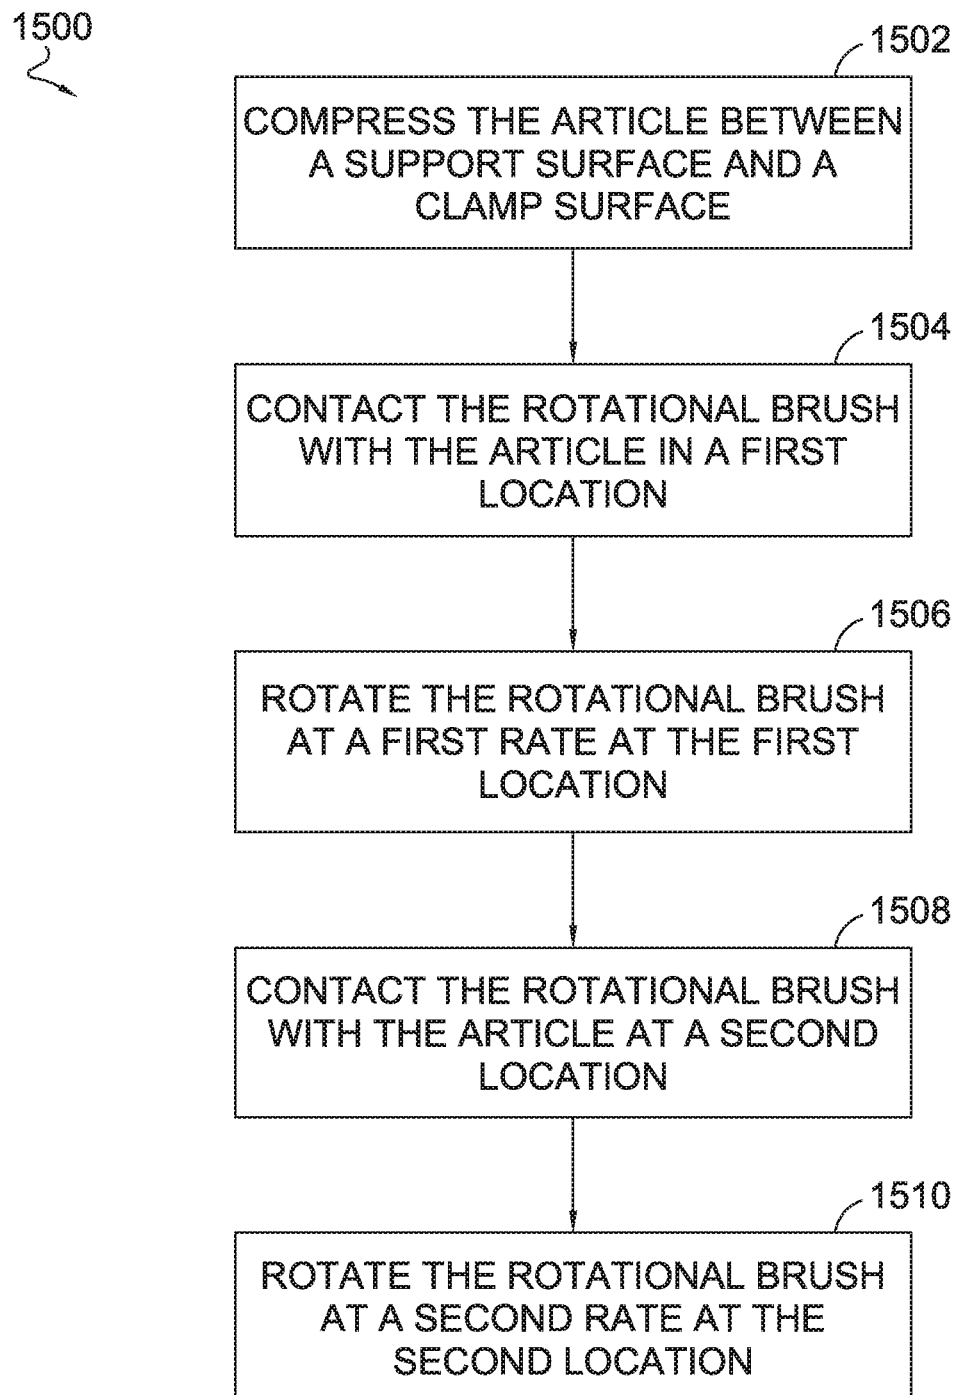 1500
1502
COMPRESS THE ARTICLE BETWEEN
A SUPPORT SURFACE AND A
CLAMP SURFACE
1504
CONTACT THE ROTATIONAL BRUSH
WITH THE ARTICLE IN A FIRST
LOCATION
1506
ROTATE THE ROTATIONAL BRUSH
AT A FIRST RATE AT THE FIRST
LOCATION
1508
CONTACT THE ROTATIONAL BRUSH
WITH THE ARTICLE AT A SECOND
LOCATION
1510
ROTATE THE ROTATIONAL BRUSH
AT A SECOND RATE AT THE
SECOND LOCATION